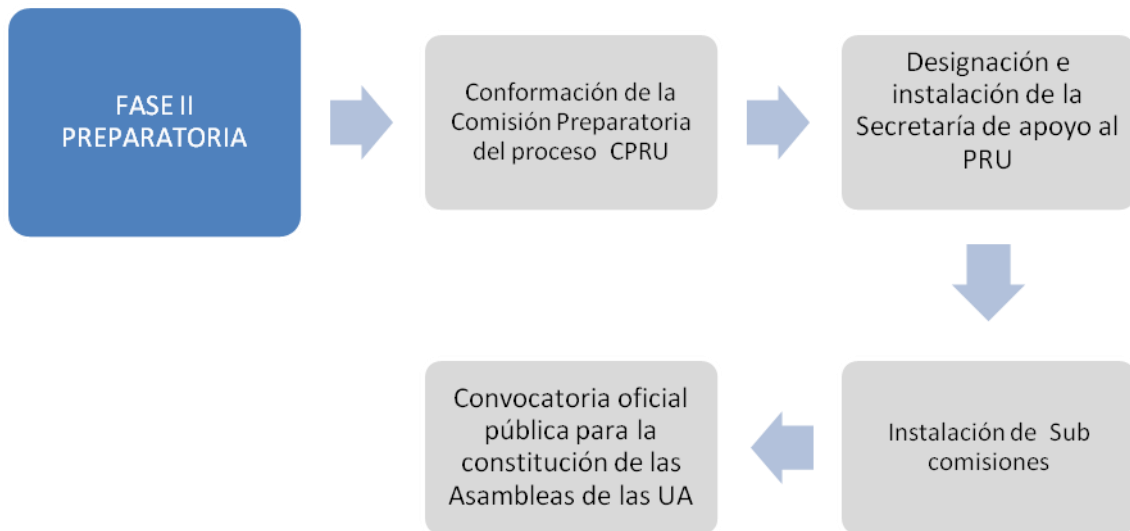 FASE II
PREPARATORIA
Conformación de la
Comisión Preparatoria
del proceso CPRU
Designación e
instalación de la
Secretaría de apoyo al
PRU
Instalación de Sub
comisiones
Convocatoria oficial
pública para la
constitución de las
Asambleas de las UA